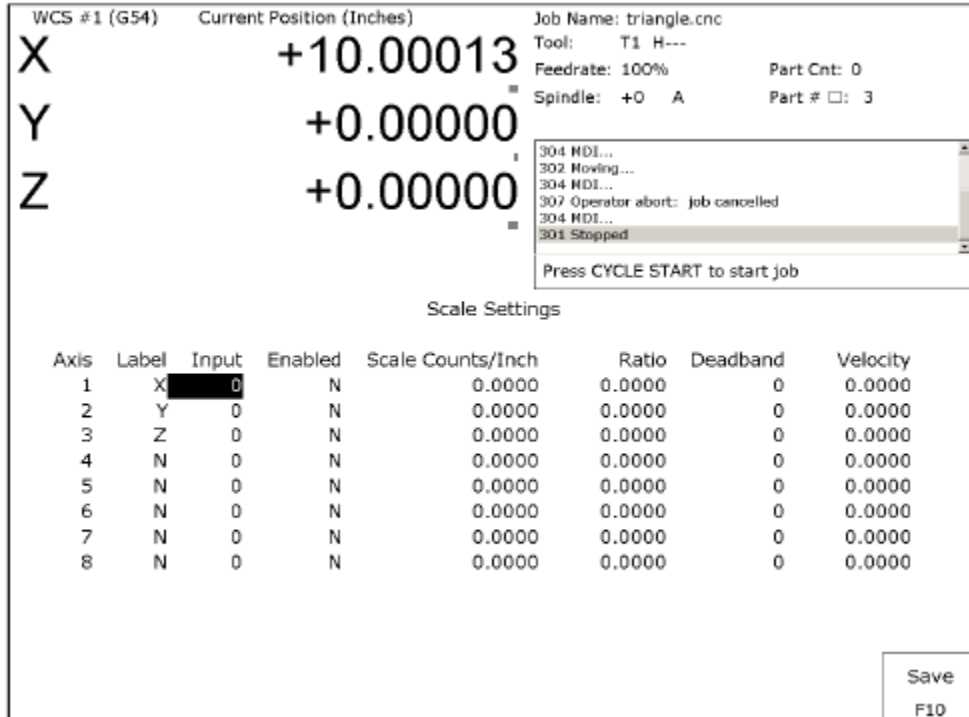 WCS #1 (G54) Current Position (Inches)
X +10.00013
Y +0.00000
Z +0.00000
Job Name: triangle.cnc
Tool: T1 H---
Feedrate: 100% Part Cnt: 0
Spindle: +0 A Part # □: 3
304 MDI...
302 Moving...
304 MDI...
307 Operator abort: job cancelled
304 MDI...
301 Stopped
Press CYCLE START to start job
Scale Settings
Axis Label Input Enabled Scale Counts/Inch Ratio Deadband Velocity
1 X 0 N 0.0000 0.0000 0 0.0000
2 Y 0 N 0.0000 0.0000 0 0.0000
3 Z 0 N 0.0000 0.0000 0 0.0000
4 N 0 N 0.0000 0.0000 0 0.0000
5 N 0 N 0.0000 0.0000 0 0.0000
6 N 0 N 0.0000 0.0000 0 0.0000
7 N 0 N 0.0000 0.0000 0 0.0000
8 N 0 N 0.0000 0.0000 0 0.0000
Save
F10